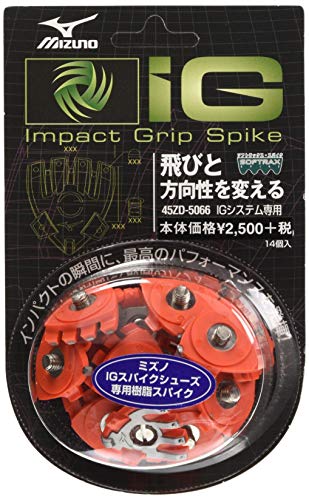 MIZUNO
iG
Impact Grip Spike
xxx
xxx
xxx
xxx
飛びと
方向性を変える
SOFTRAX
45ZD-5066 IGシステム専用
本体価格¥2,500+税
14個入
インパクトの瞬間に、最高のパフォーマンスを
ミズノ
IGスパイクシューズ
専用樹脂スパイク